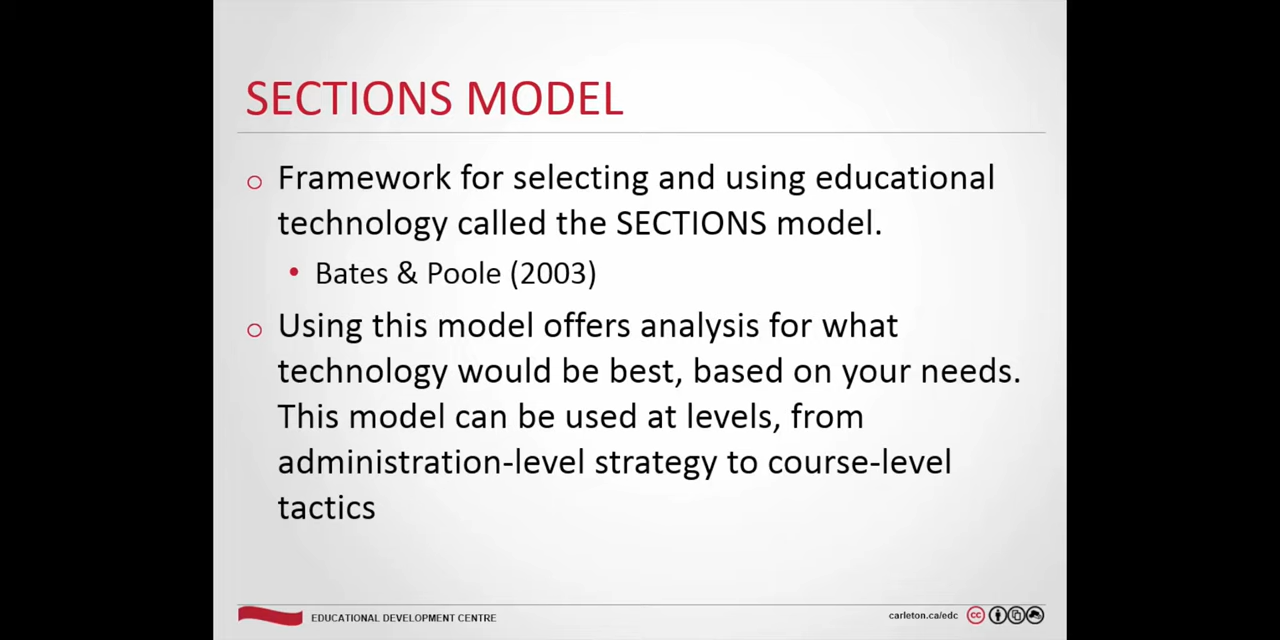 SECTIONS MODEL
Framework for selecting and using educational
technology called the SECTIONS model.
Bates & Poole (2003)
Using this model offers analysis for what
technology would be best, based on your needs.
This model can be used at levels, from
administration-level strategy to course-level
tactics
EDUCATIONAL DEVELOPMENT CENTRE
carleton.ca/edc
cc